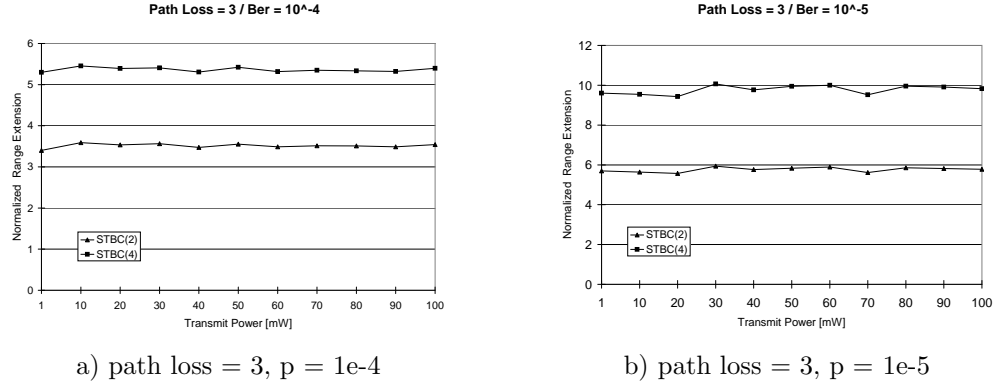 Path Loss = 3 / Ber = 10^-4
6
5
4
3
2
1
0
Normalized Range Extension
STBC(2)
STBC(4)
1 10 20 30 40 50 60 70 80 90 100
Transmit Power [mW]
a) path loss = 3, p = 1e-4
Path Loss = 3 / Ber = 10^-5
12
10
8
6
4
2
0
Normalized Range Extension
STBC(2)
STBC(4)
1 10 20 30 40 50 60 70 80 90 100
Transmit Power [mW]
b) path loss = 3, p = 1e-5